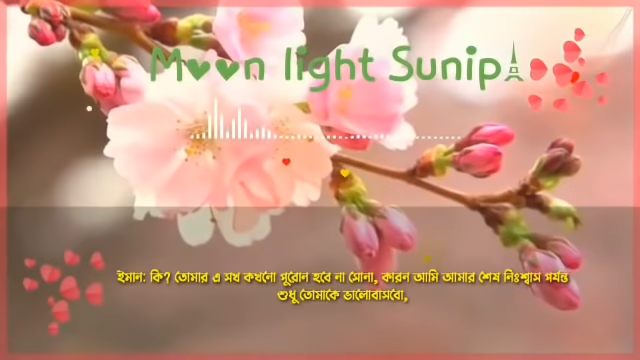 Moon light Sunipa
ইমান: কি? তোমার এ সখ কখনো পুরোন হবে না সোনা, কারন আমি আমার শেষ নিঃশ্বাস পর্যন্ত
শুধু তোমাকে ভালোবাসবো,